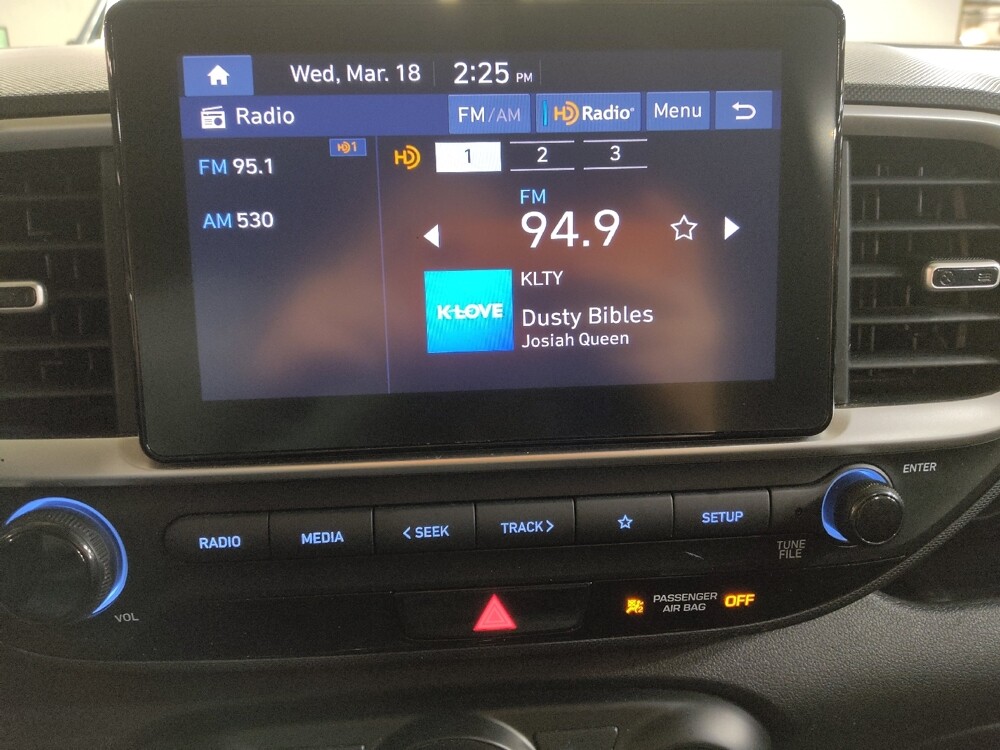 Wed, Mar. 18 2:25 PM
Radio FM/AM HD Radio® Menu
FM 95.1 HD1
AM 530
HD 1 2 3
FM
94.9
KLTY
K-LOVE
Dusty Bibles
Josiah Queen
RADIO MEDIA < SEEK TRACK > SETUP
ENTER
TUNE
FILE
VOL
PASSENGER
AIR BAG OFF